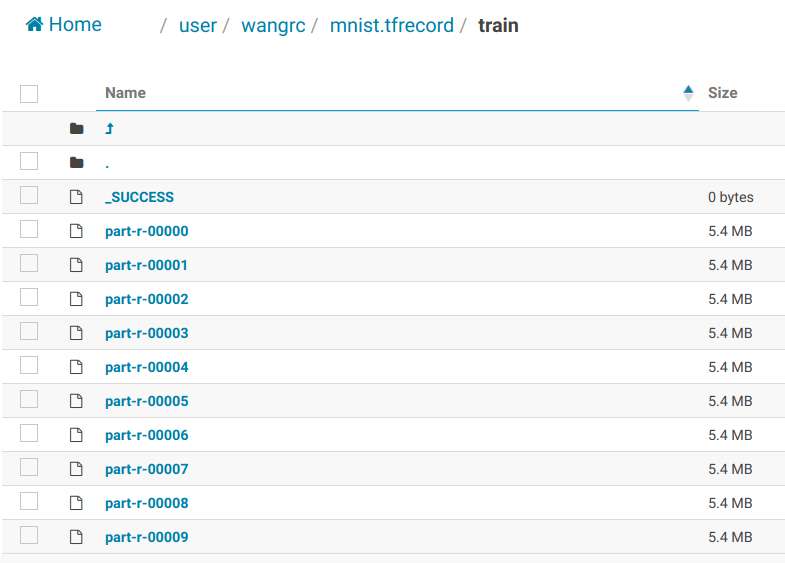 Home / user / wangrc / mnist.tfrecord / train
Name Size
.
_SUCCESS 0 bytes
part-r-00000 5.4 MB
part-r-00001 5.4 MB
part-r-00002 5.4 MB
part-r-00003 5.4 MB
part-r-00004 5.4 MB
part-r-00005 5.4 MB
part-r-00006 5.4 MB
part-r-00007 5.4 MB
part-r-00008 5.4 MB
part-r-00009 5.4 MB